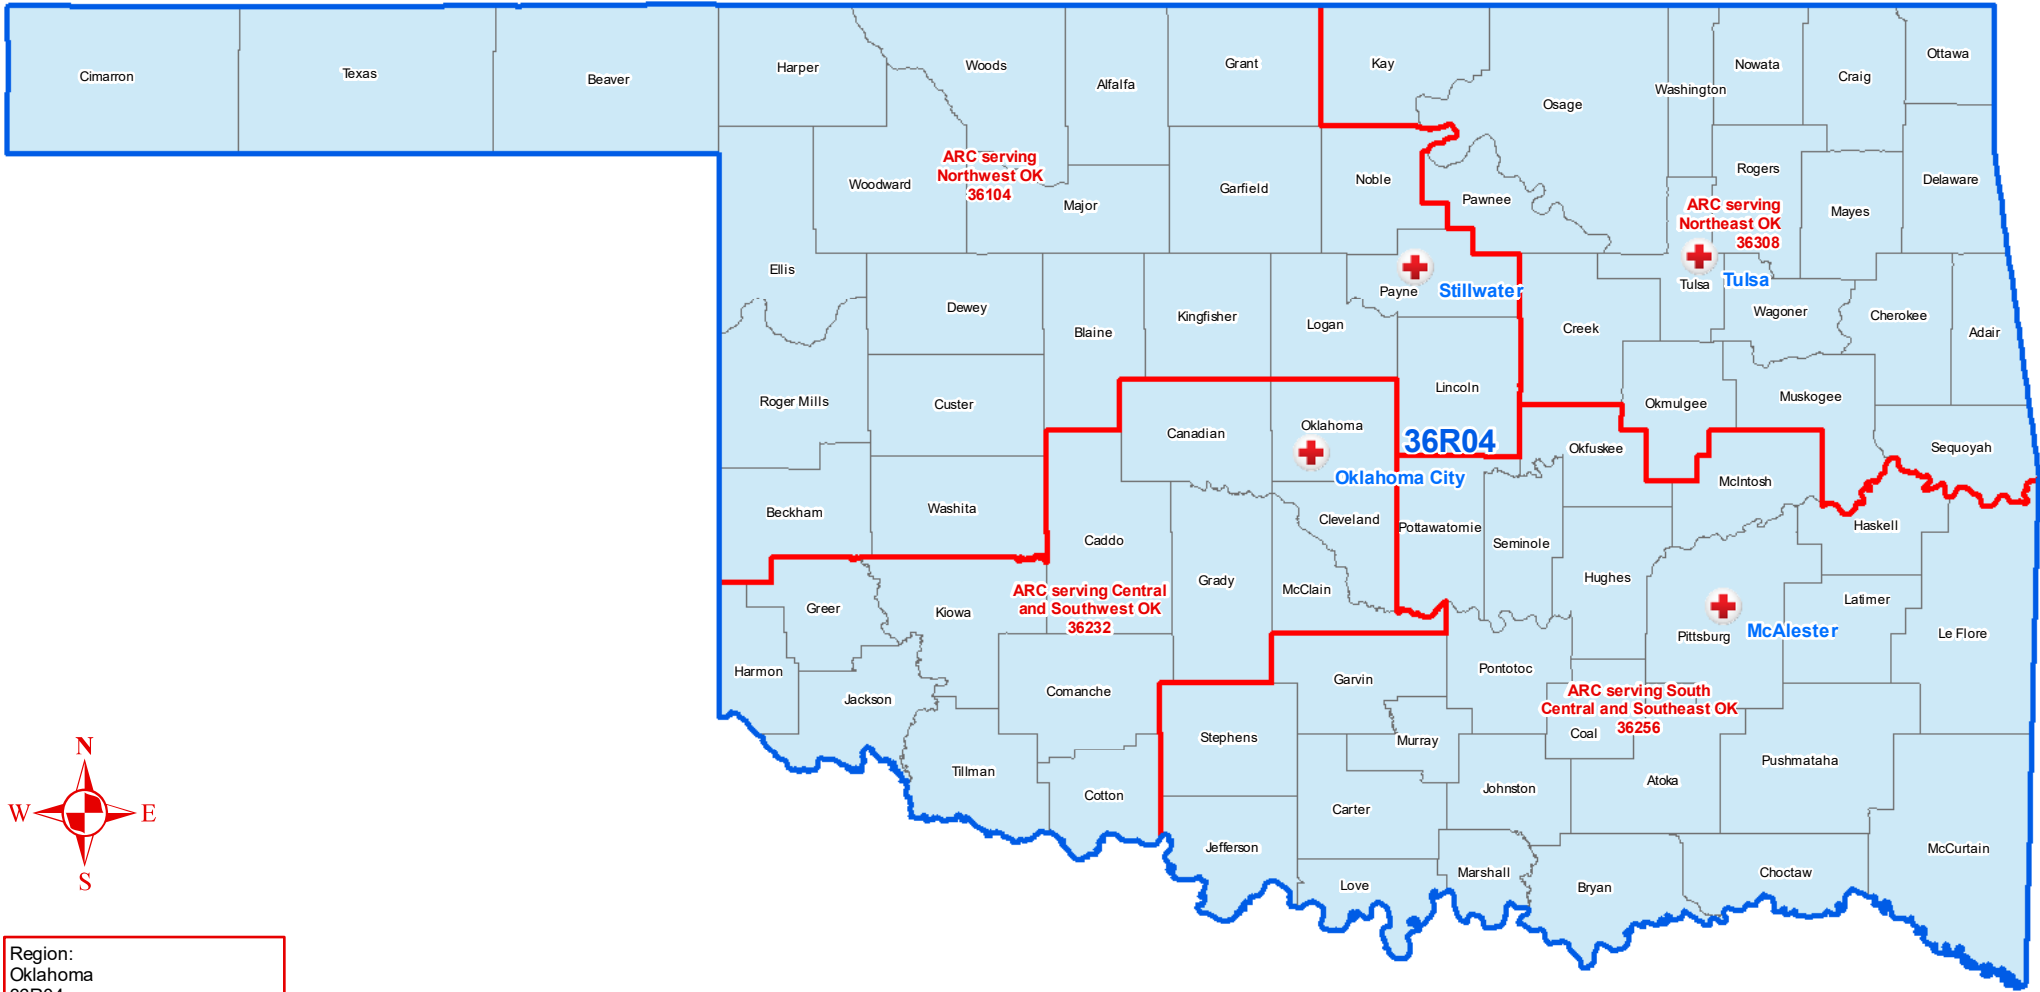 Cimarron
Texas
Beaver
Harper
Woods
Alfalfa
Grant
Kay
Osage
Washington
Nowata
Craig
Ottawa
Woodward
ARC serving
Northwest OK
36104
Major
Garfield
Noble
Pawnee
Rogers
Mayes
Delaware
ARC serving
Northeast OK
36308
Ellis
Dewey
Blaine
Kingfisher
Logan
Payne
Stillwater
Creek
Tulsa
Tulsa
Wagoner
Cherokee
Adair
Roger Mills
Custer
Canadian
Oklahoma
Lincoln
36R04
Okmulgee
Muskogee
Sequoyah
Oklahoma City
Okfuskee
McIntosh
Beckham
Washita
Caddo
Grady
Cleveland
McClain
Pottawatomie
Seminole
Hughes
Haskell
Latimer
Le Flore
Greer
Kiowa
ARC serving Central
and Southwest OK
36232
Pittsburg
McAlester
Harmon
Jackson
Comanche
Garvin
Pontotoc
ARC serving South
Central and Southeast OK
36256
Coal
Stephens
Murray
Pushmataha
Tillman
Cotton
Carter
Johnston
Atoka
Jefferson
Love
Marshall
Bryan
Choctaw
McCurtain
N
W
E
S
Region:
Oklahoma